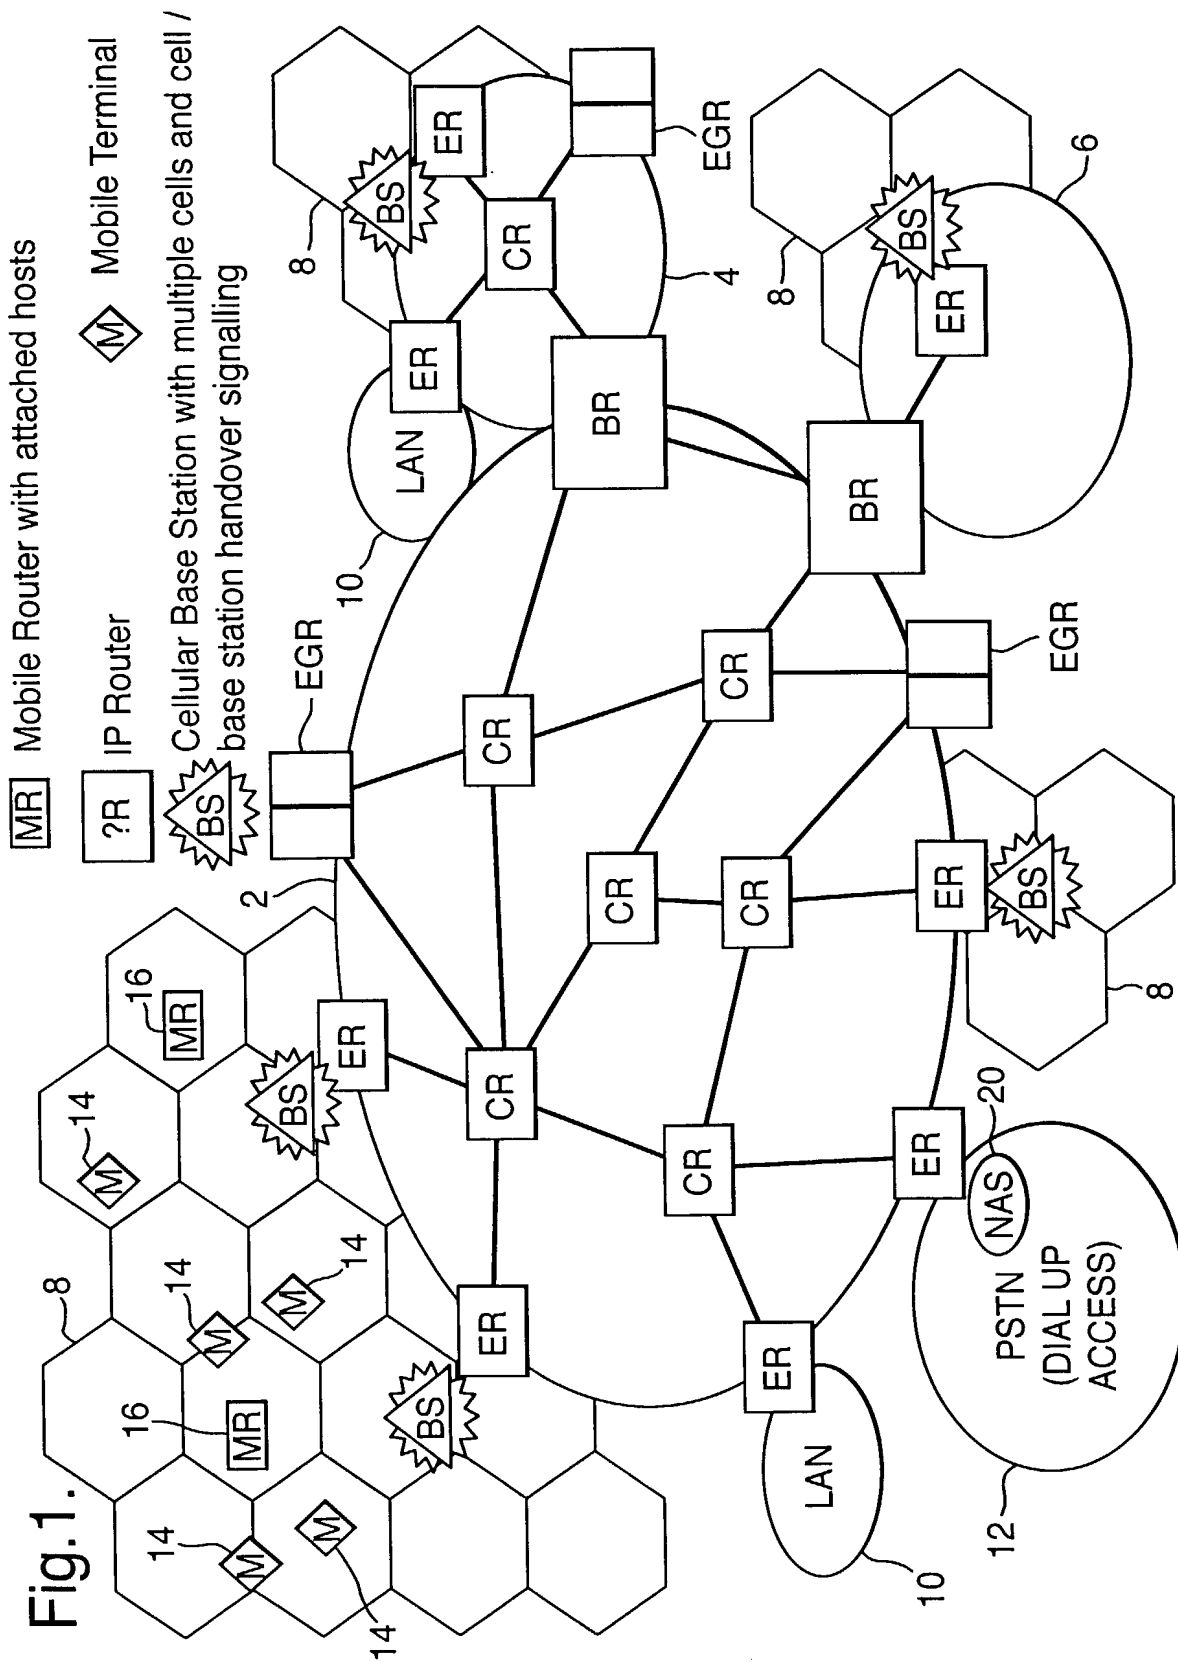 MR Mobile Router with attached hosts
Fig.1.
?R IP Router
M Mobile Terminal
BS Cellular Base Station with multiple cells and cell /
base station handover signalling
8
14
16
14
14
16
M
MR
M
M
M
M
MR
14
14
2
EGR
10
8
BS
ER
LAN
ER
BS
ER
BS
ER
CR
CR
CR
BR
EGR
4
CR
CR
CR
CR
8
ER
LAN
10
BR
BS
ER
6
ER
ER
BS
NAS
20
EGR
PSTN
(DIAL UP
ACCESS)
12
8